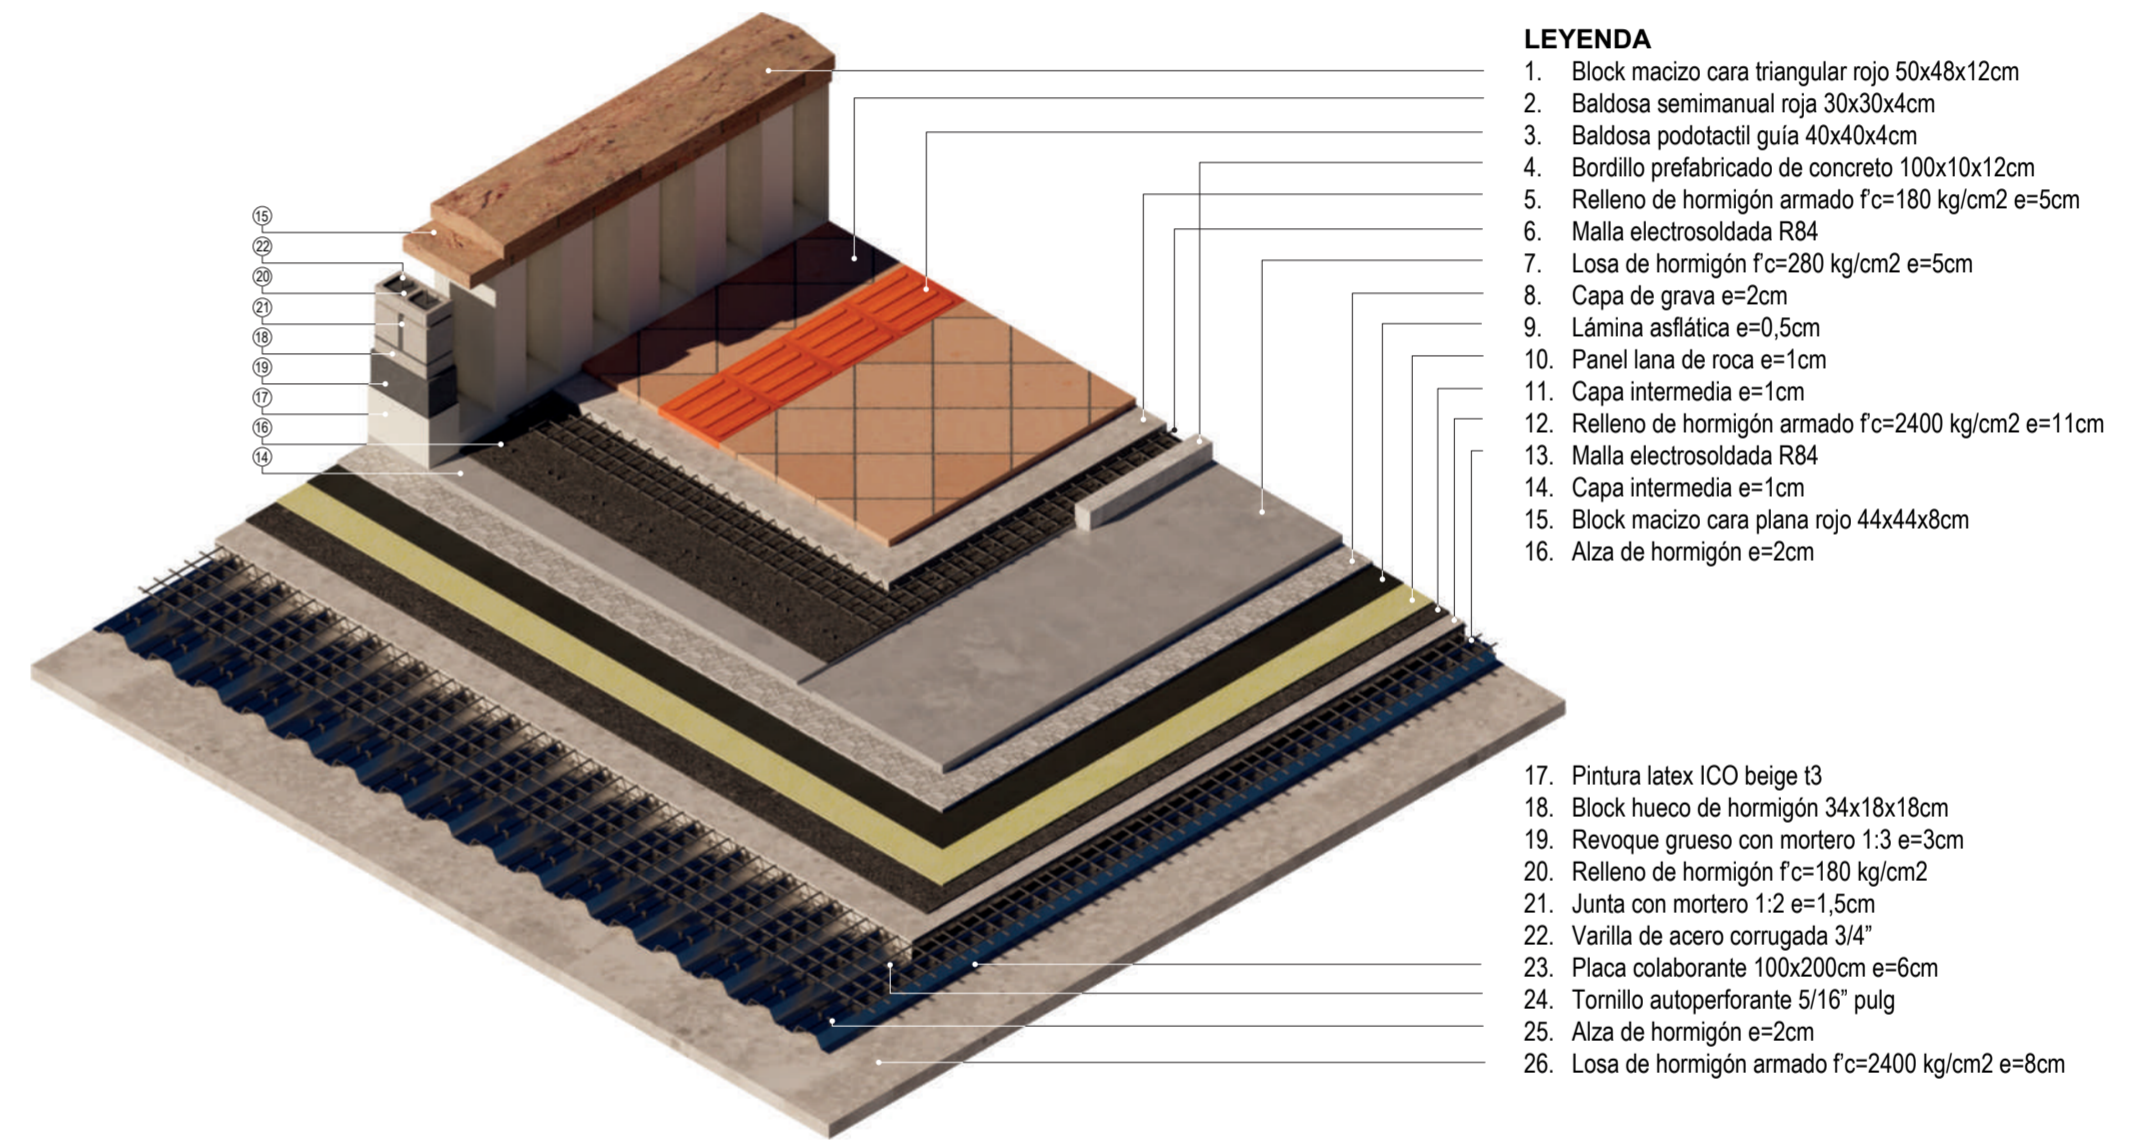 LEYENDA
1. Block macizo cara triangular rojo 50x48x12cm
2. Baldosa semimanual roja 30x30x4cm
3. Baldosa podotactil guía 40x40x4cm
4. Bordillo prefabricado de concreto 100x10x12cm
5. Relleno de hormigón armado f'c=180 kg/cm2 e=5cm
6. Malla electrosoldada R84
7. Losa de hormigón f'c=280 kg/cm2 e=5cm
8. Capa de grava e=2cm
9. Lámina asflática e=0,5cm
10. Panel lana de roca e=1cm
11. Capa intermedia e=1cm
12. Relleno de hormigón armado f'c=2400 kg/cm2 e=11cm
13. Malla electrosoldada R84
14. Capa intermedia e=1cm
15. Block macizo cara plana rojo 44x44x8cm
16. Alza de hormigón e=2cm
17. Pintura latex ICO beige t3
18. Block hueco de hormigón 34x18x18cm
19. Revoque grueso con mortero 1:3 e=3cm
20. Relleno de hormigón f'c=180 kg/cm2
21. Junta con mortero 1:2 e=1,5cm
22. Varilla de acero corrugada 3/4”
23. Placa colaborante 100x200cm e=6cm
24. Tornillo autoperforante 5/16” pulg
25. Alza de hormigón e=2cm
26. Losa de hormigón armado f'c=2400 kg/cm2 e=8cm
15
22
20
21
18
19
17
16
14